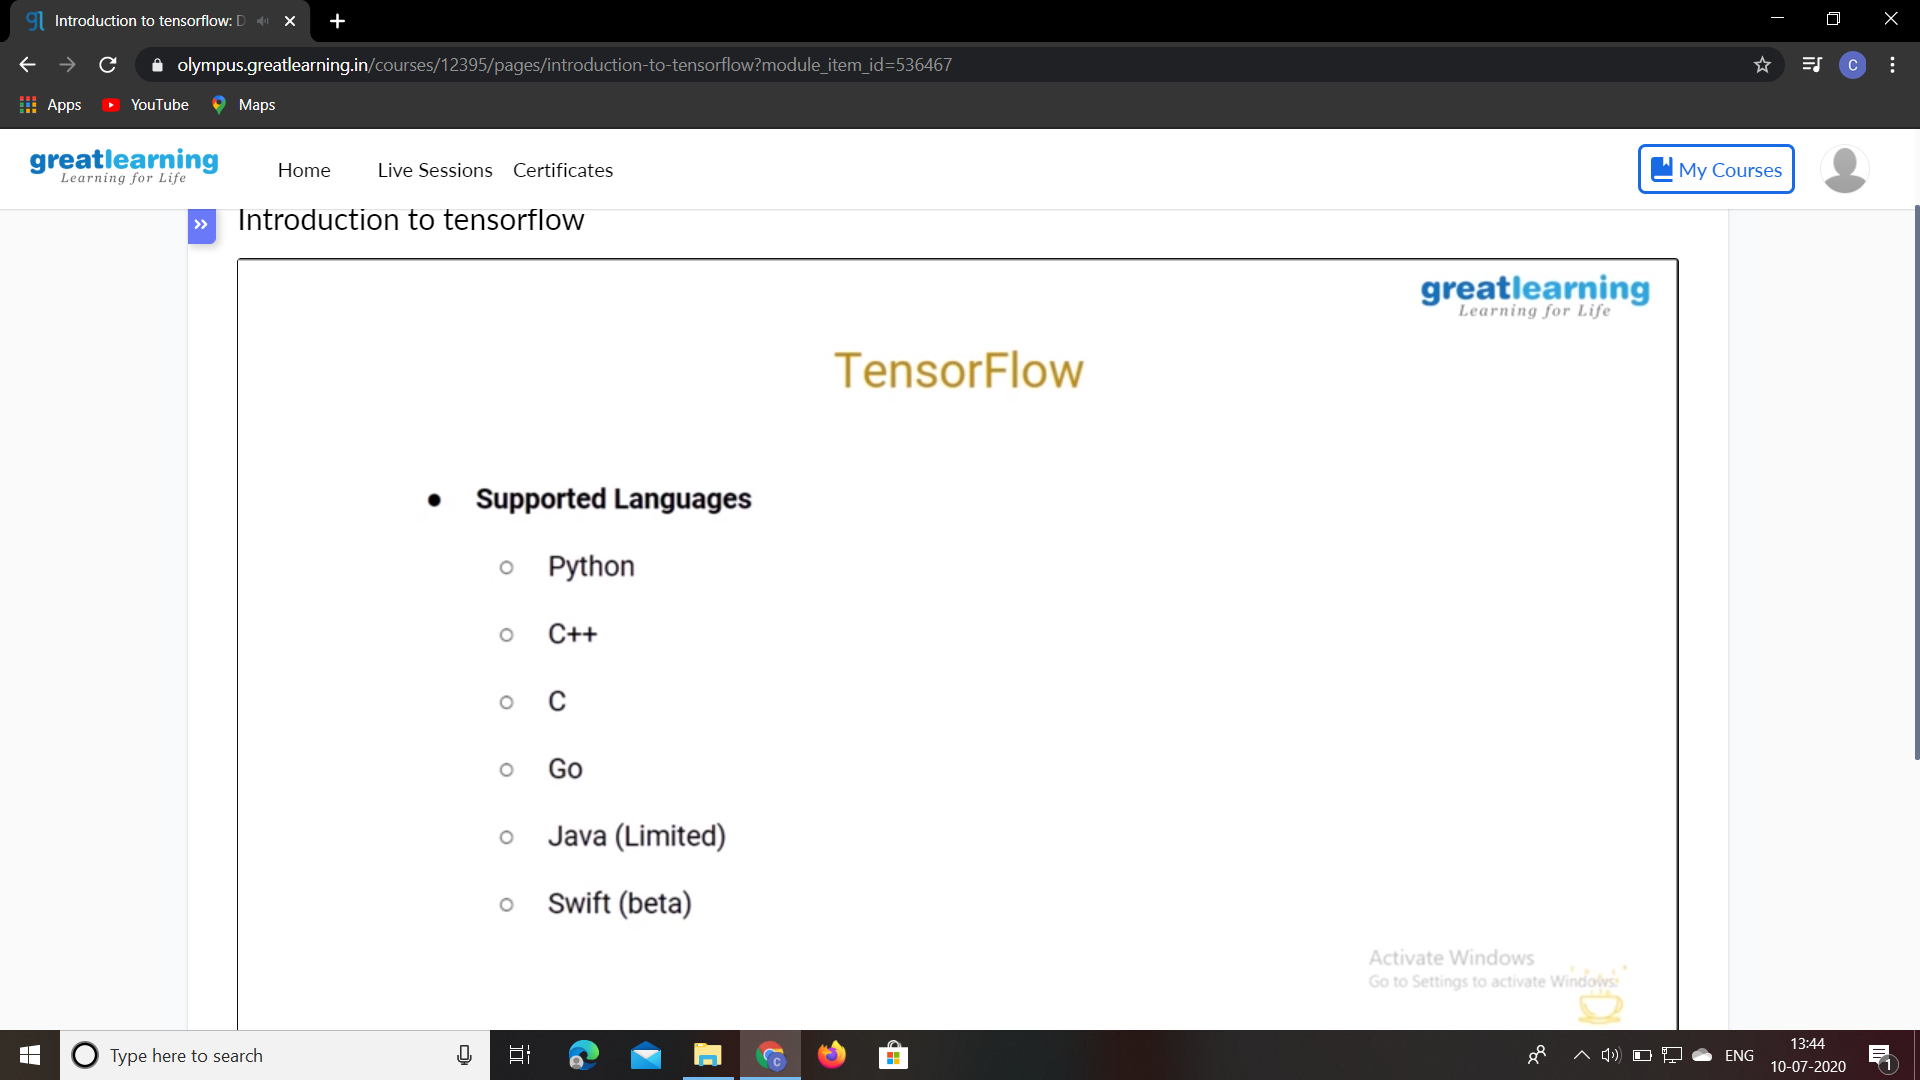 Introduction to tensorflow: D
olympus.greatlearning.in/courses/12395/pages/introduction-to-tensorflow?module_item_id=536467
C
Apps
YouTube
Maps
greatlearning
Learning for Life
Home
Live Sessions
Certificates
My Courses
Introduction to tensorflow
greatlearning
Learning for Life
TensorFlow
Supported Languages
Python
C++
C
Go
Java (Limited)
Swift (beta)
Activate Windows
Go to Settings to activate Windows.
Type here to search
C
ENG
13:44
10-07-2020
1